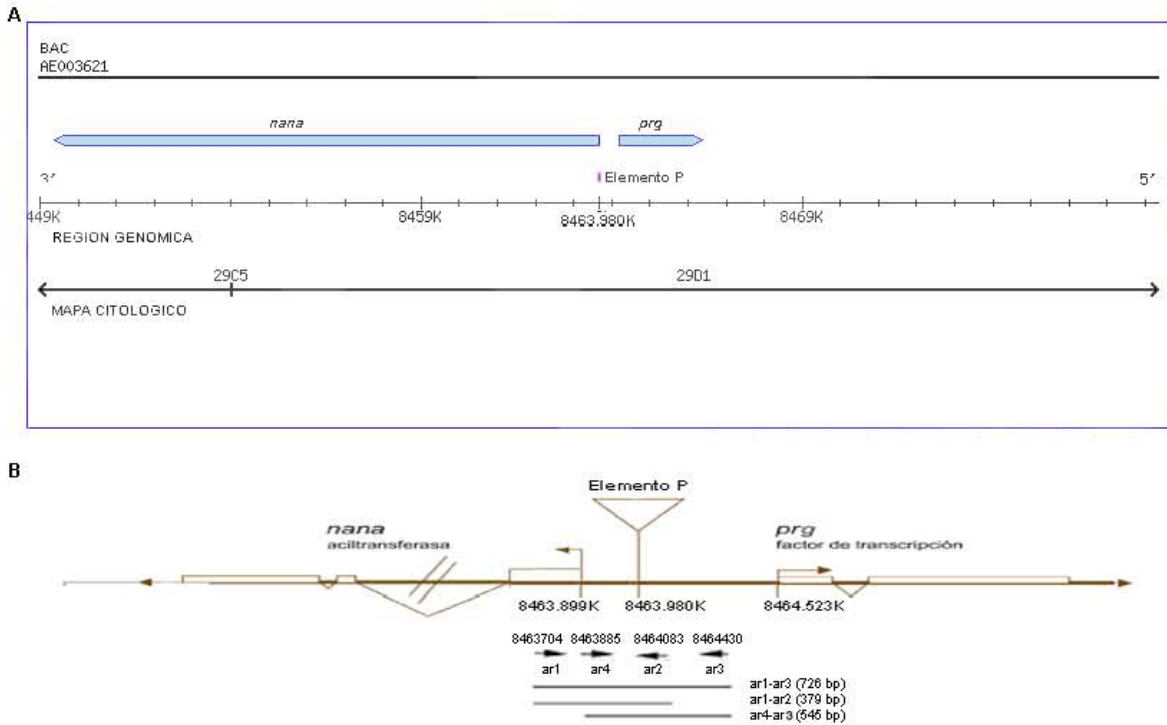 A
BAC
AE003621
nana
prg
Elemento P
3' 5'
449K 8459K 8463.980K 8469K
REGION GENOMICA
29C5 29D1
MAPA CITOLOGICO
B
Elemento P
nana
aciltransferasa
prg
factor de transcripción
8463.899K 8463.980K 8464.523K
8463704 8463885 8464083 8464430
ar1 ar4 ar2 ar3
ar1-ar3 (726 bp)
ar1-ar2 (379 bp)
ar4-ar3 (545 bp)